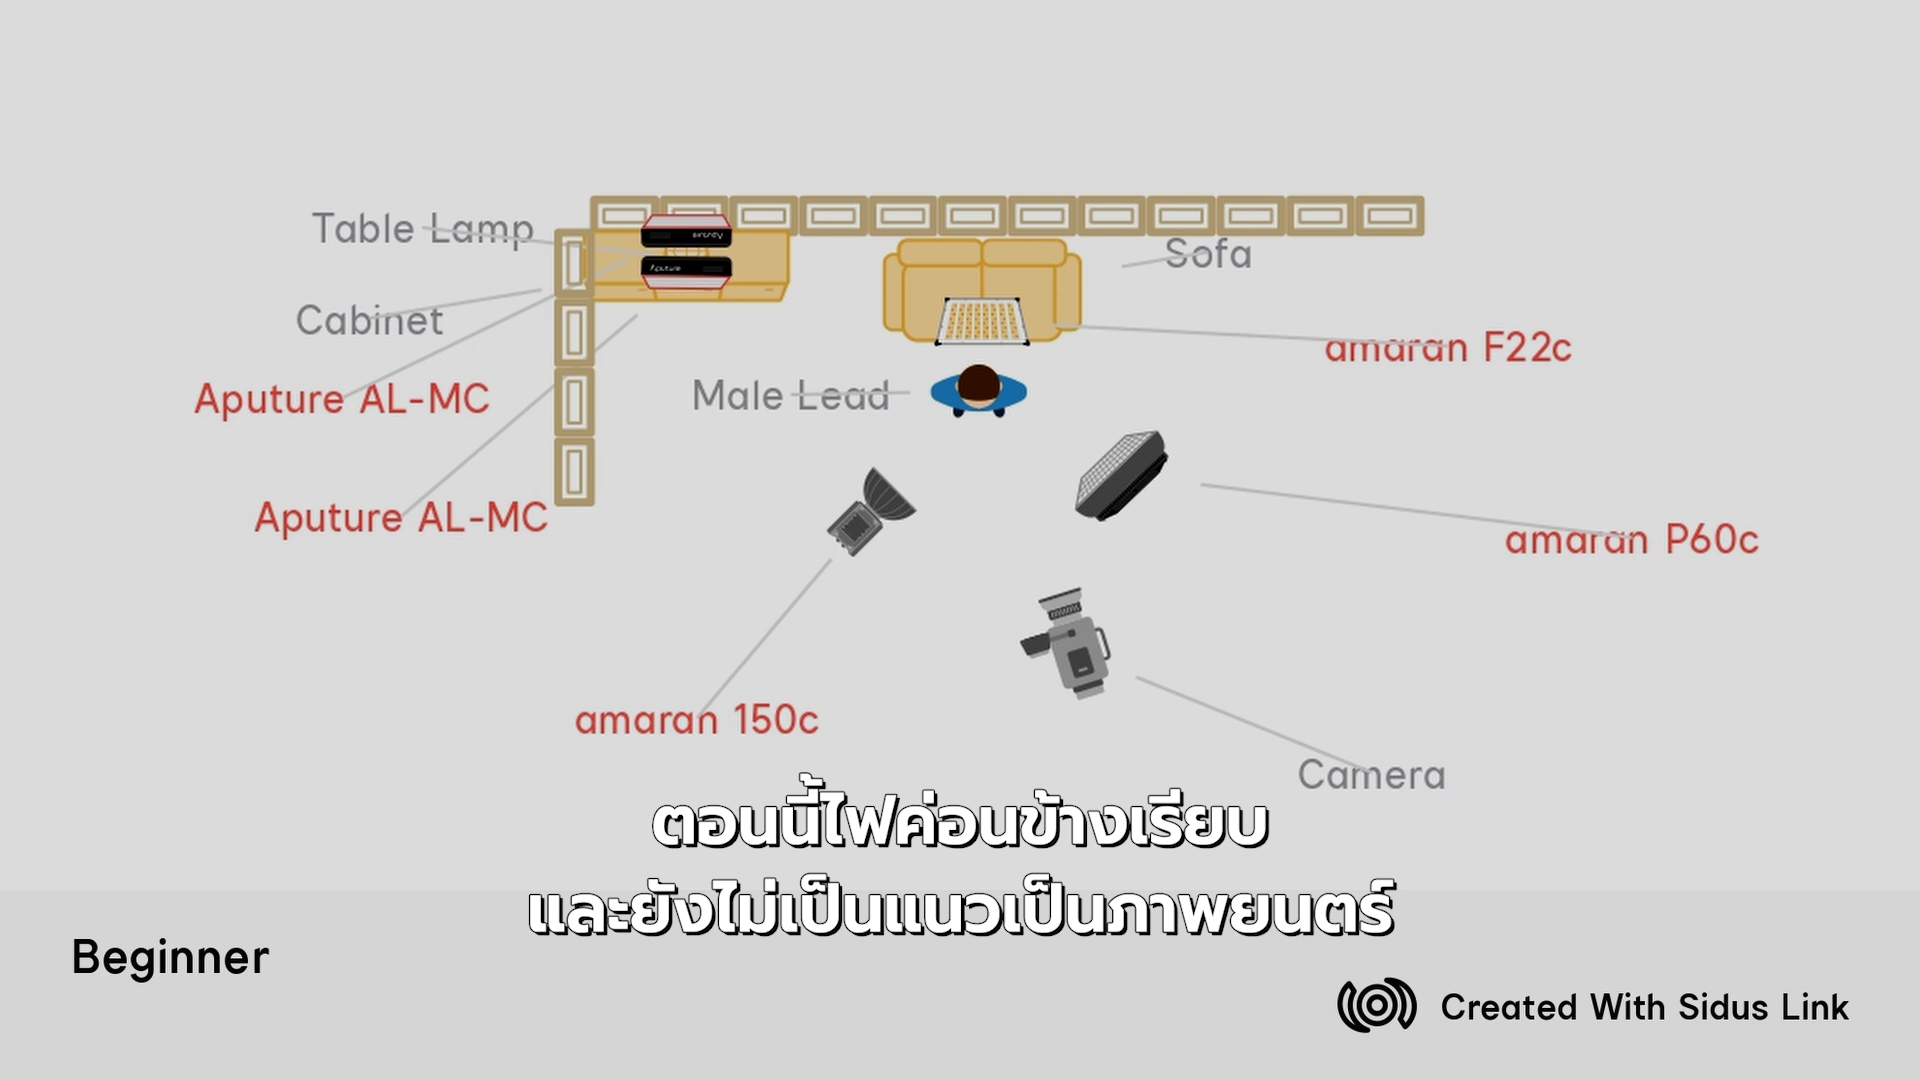 Table Lamp
Sofa
Cabinet
amaran F22c
Aputure AL-MC
Male Lead
Aputure AL-MC
amaran P60c
amaran 150c
Camera
ตอนนี้ไฟค่อนข้างเรียบ
และยังไม่เป็นแนวเป็นภาพยนตร์
Beginner
Created With Sidus Link